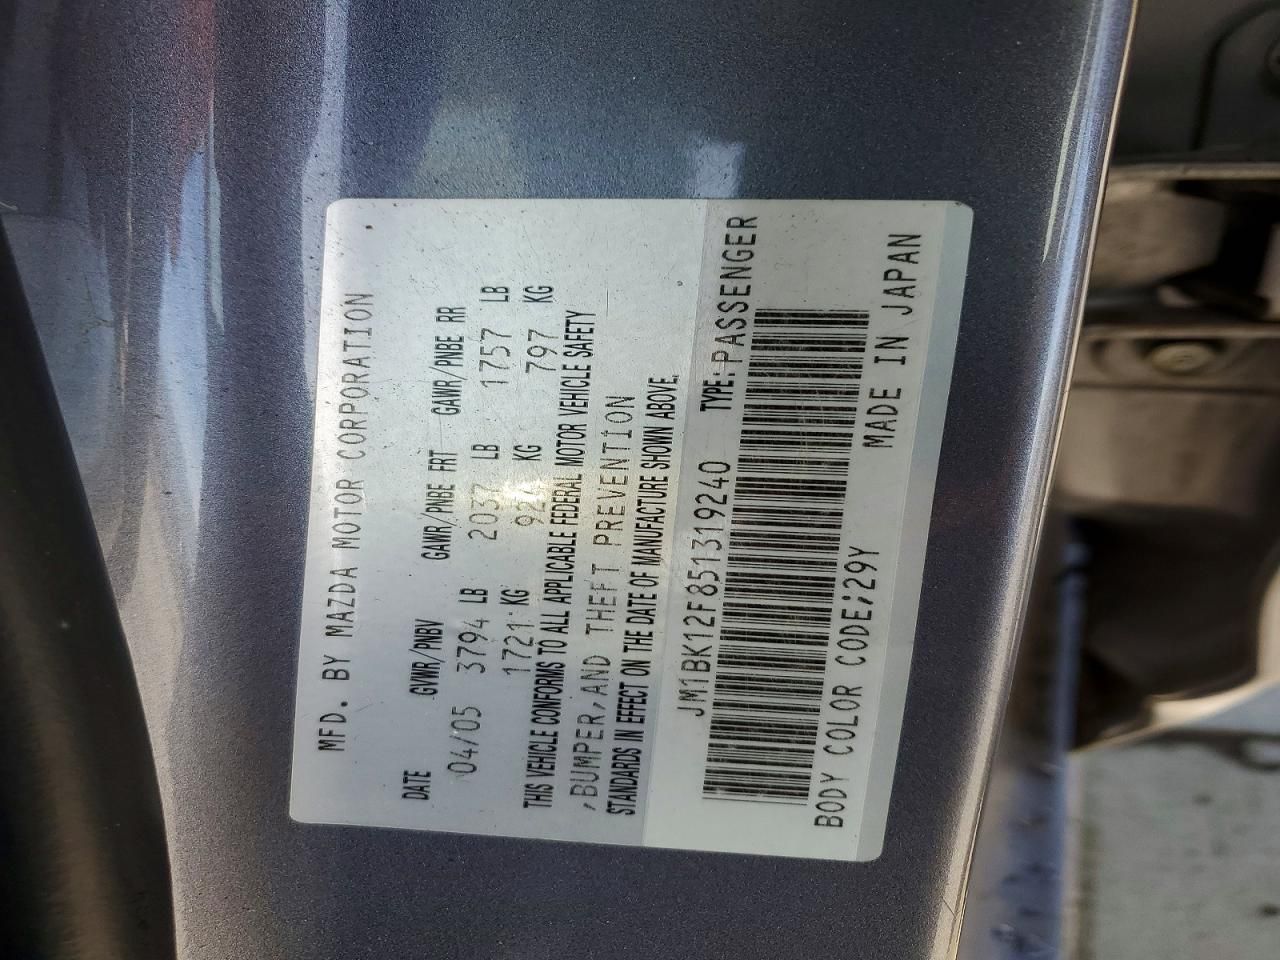 MFD. BY MAZDA MOTOR CORPORATION
DATE GVWR/PNBV GAWR/PNBE FRT GAWR/PNBE RR
04/05 3794 LB 2037 LB 1757 LB
1721 KG 924 KG 797 KG
THIS VEHICLE CONFORMS TO ALL APPLICABLE FEDERAL MOTOR VEHICLE SAFETY
,BUMPER,AND THEFT PREVENTION
STANDARDS IN EFFECT ON THE DATE OF MANUFACTURE SHOWN ABOVE.
JM1BK12F851319240 TYPE:PASSENGER
BODY COLOR CODE;29Y MADE IN JAPAN